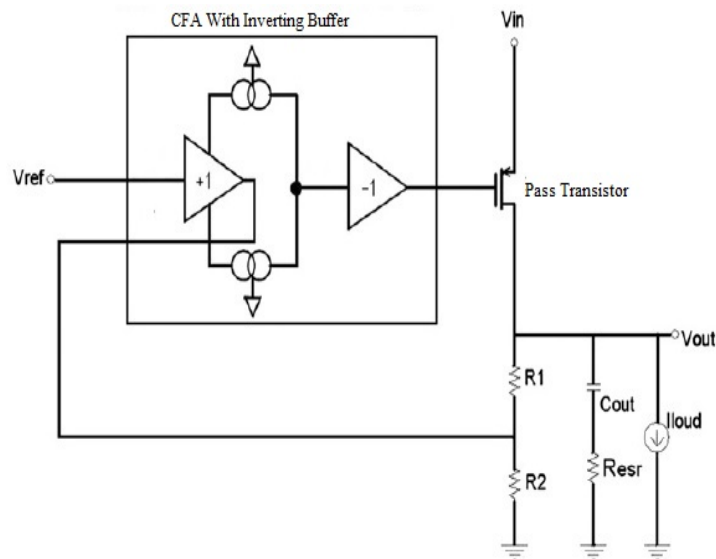 CFA With Inverting Buffer
Vin
Vref
+1
-1
Pass Transistor
Vout
R1
Cout
Iloud
R2
Resr